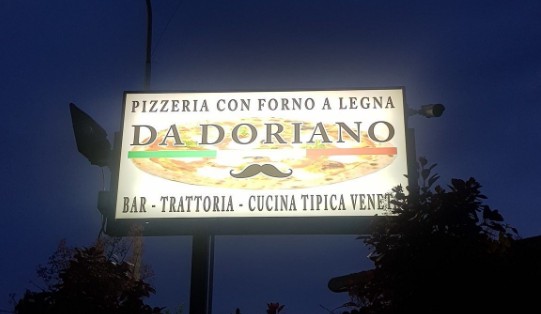 PIZZERIA CON FORNO A LEGNA
DA DORIANO
BAR - TRATTORIA - CUCINA TIPICA VENET